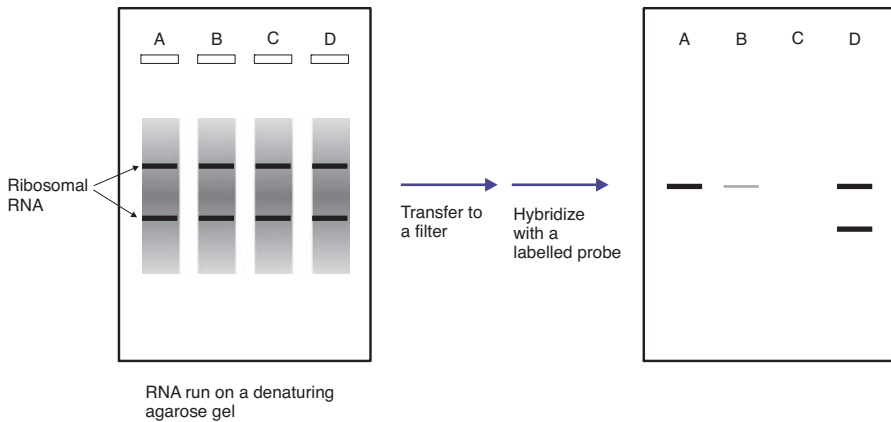 A B C D
Ribosomal
RNA
RNA run on a denaturing
agarose gel
Transfer to
a filter
Hybridize
with a
labelled probe
A B C D